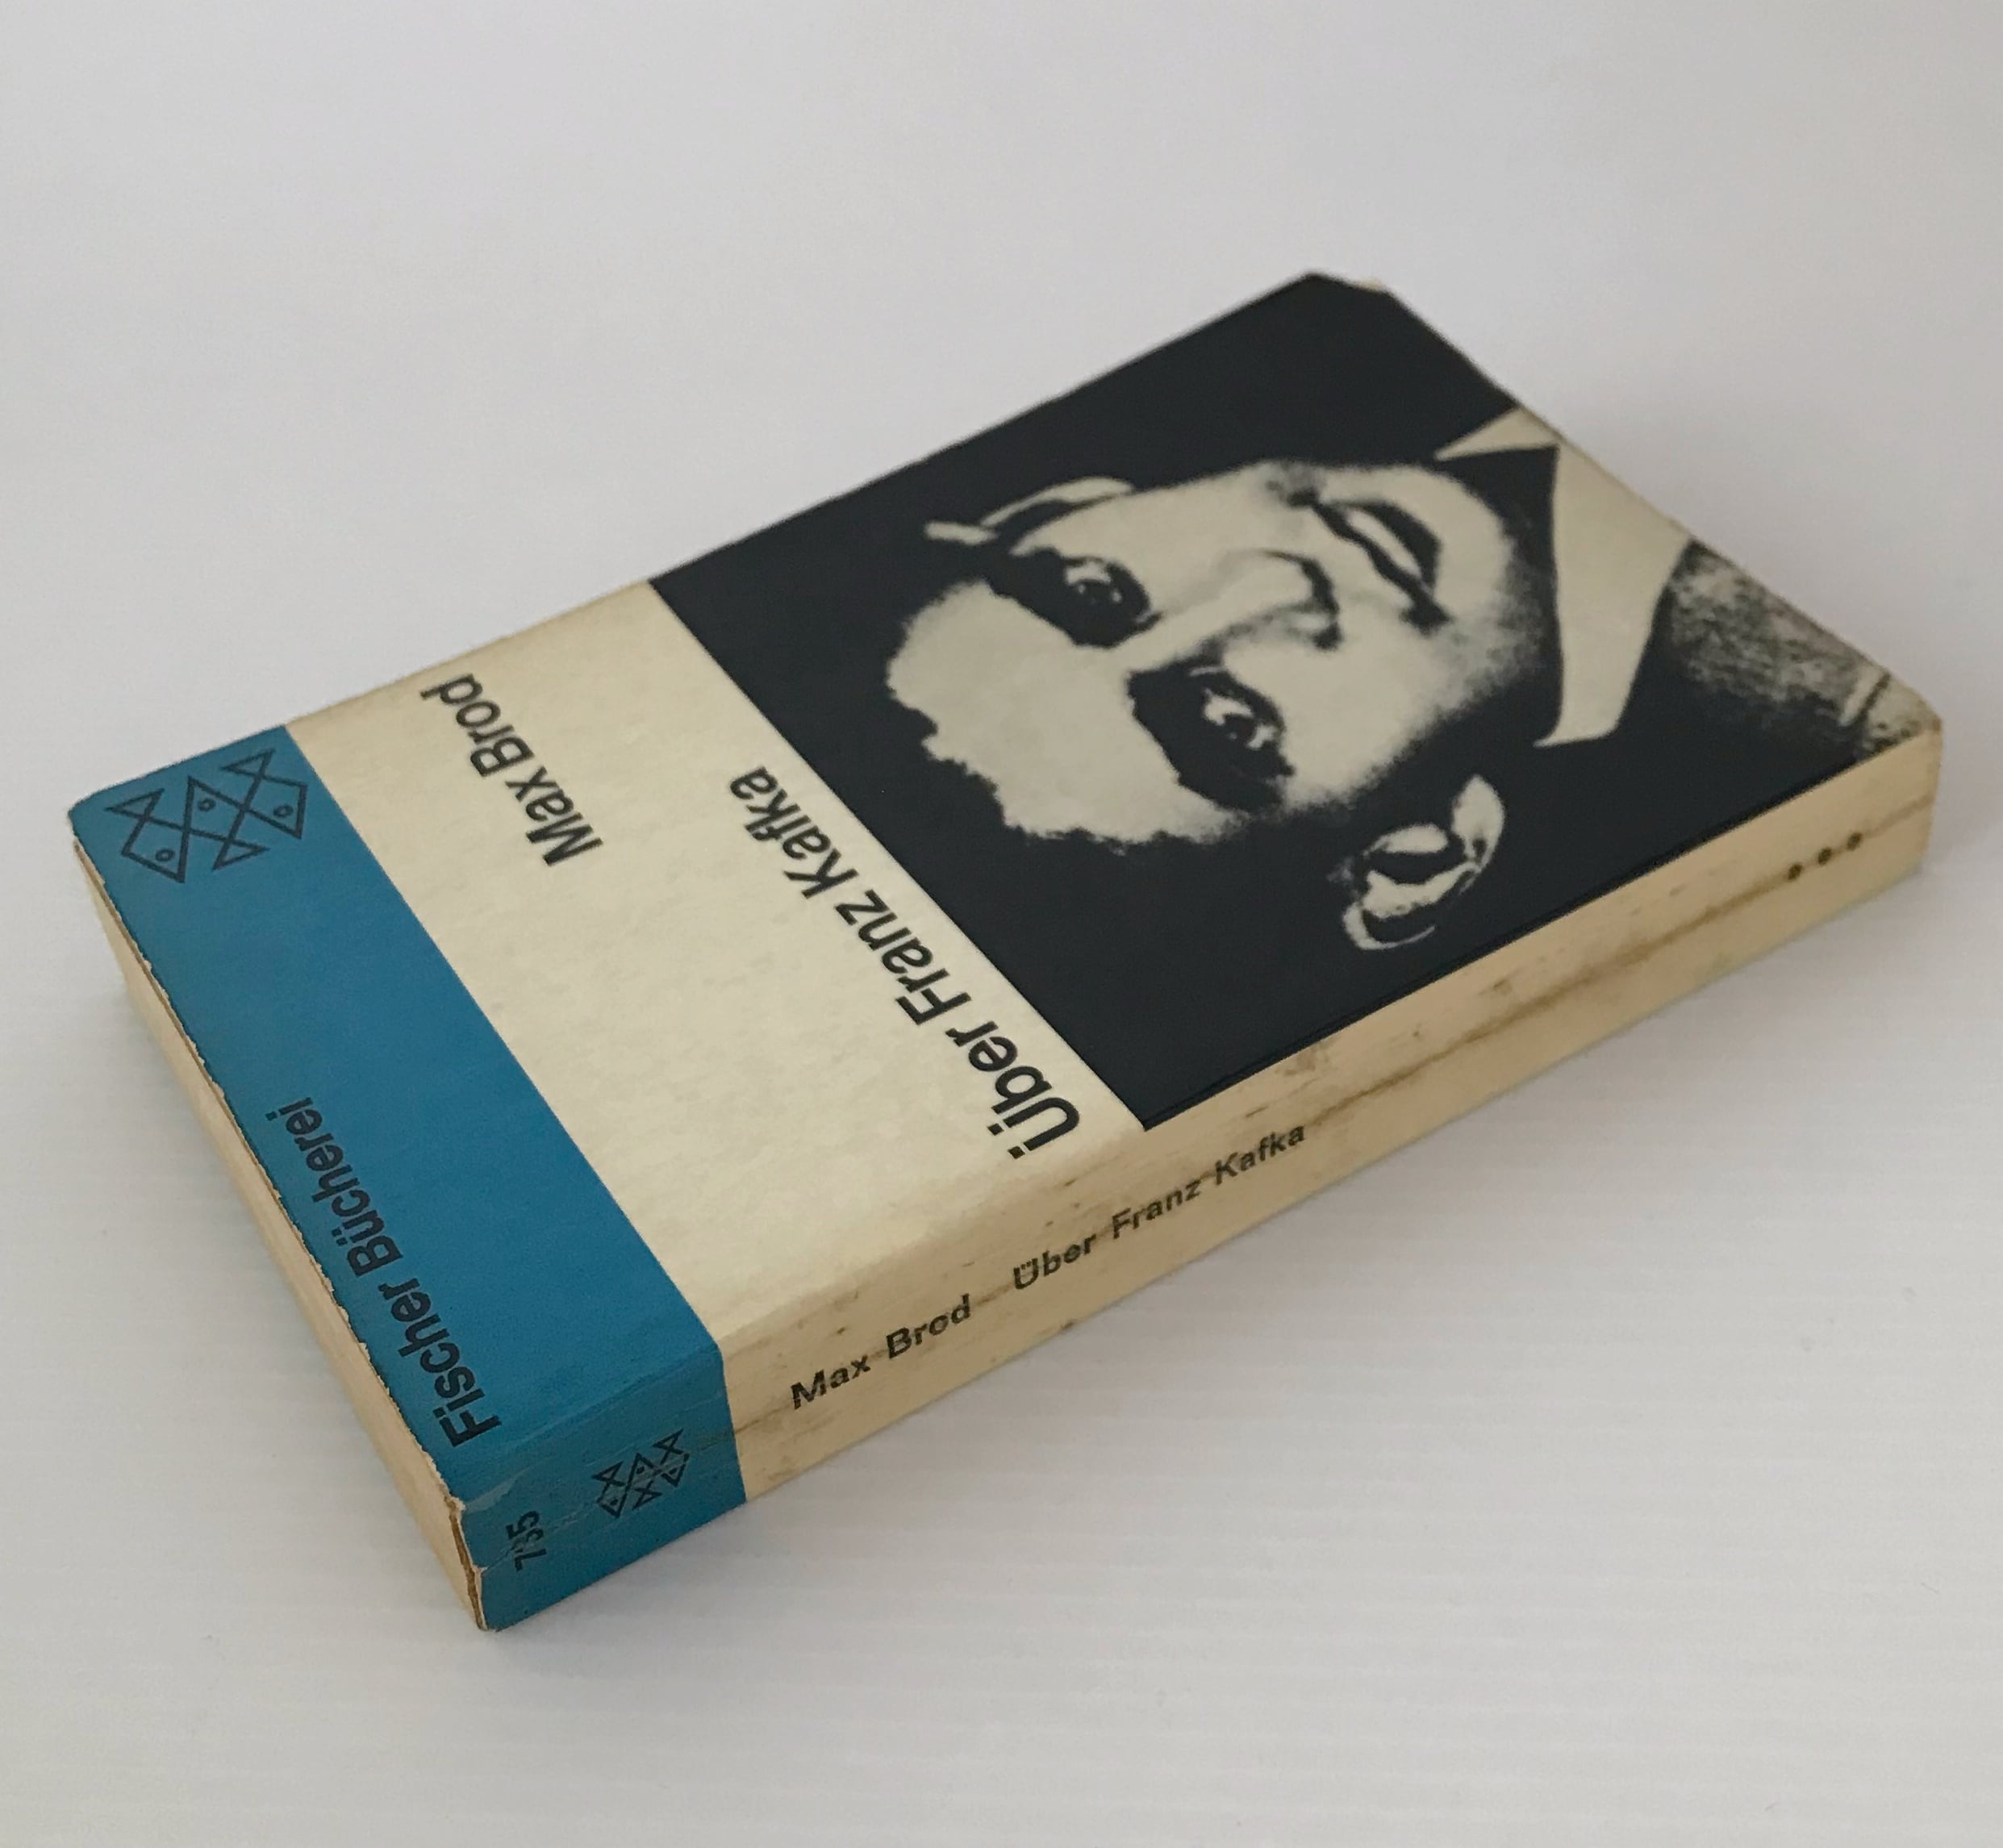 Fischer Bücherei
Max Brod
Über Franz Kafka
735
Max Brod Über Franz Kafka